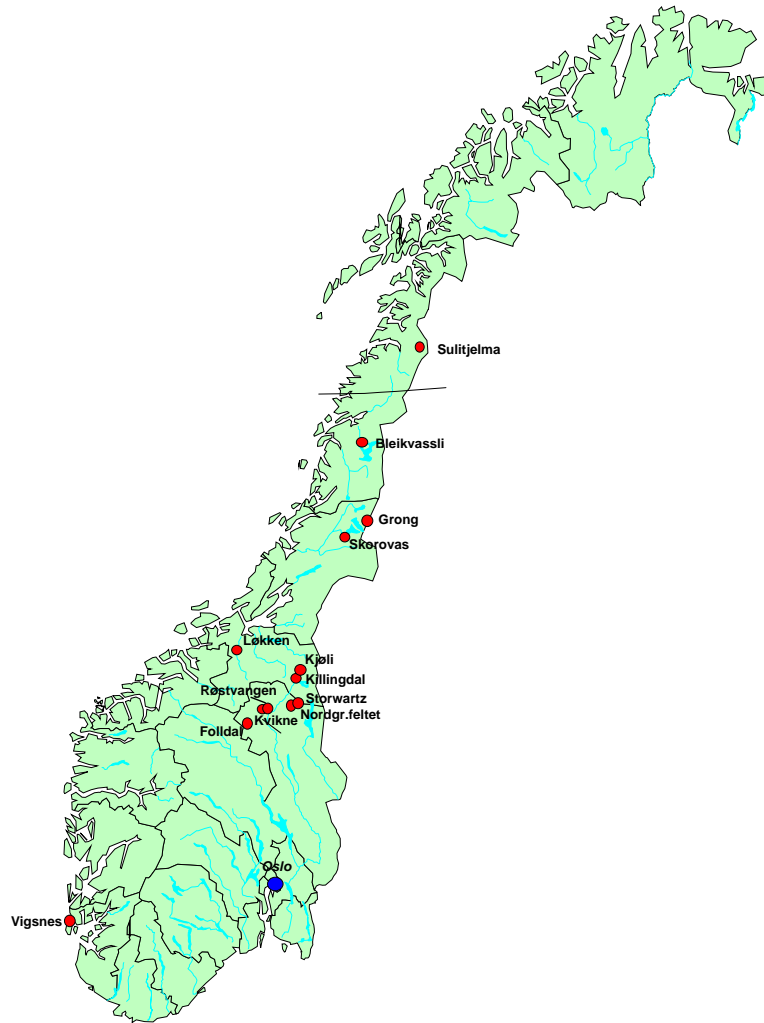 Sulitjelma
Bleikvassli
Grong
Skorovas
Løkken
Kjøli
Killingdal
Røstvangen
Storwartz
Nordgr.feltet
Kvikne
Folldal
Oslo
Vigsnes